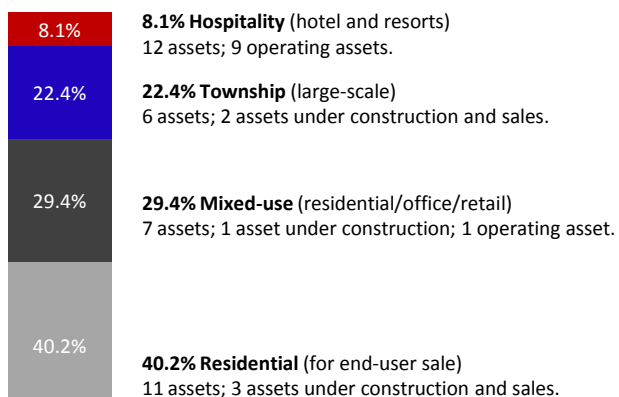 8.1%
8.1% Hospitality (hotel and resorts)
12 assets; 9 operating assets.
22.4%
22.4% Township (large-scale)
6 assets; 2 assets under construction and sales.
29.4%
29.4% Mixed-use (residential/office/retail)
7 assets; 1 asset under construction; 1 operating asset.
40.2%
40.2% Residential (for end-user sale)
11 assets; 3 assets under construction and sales.